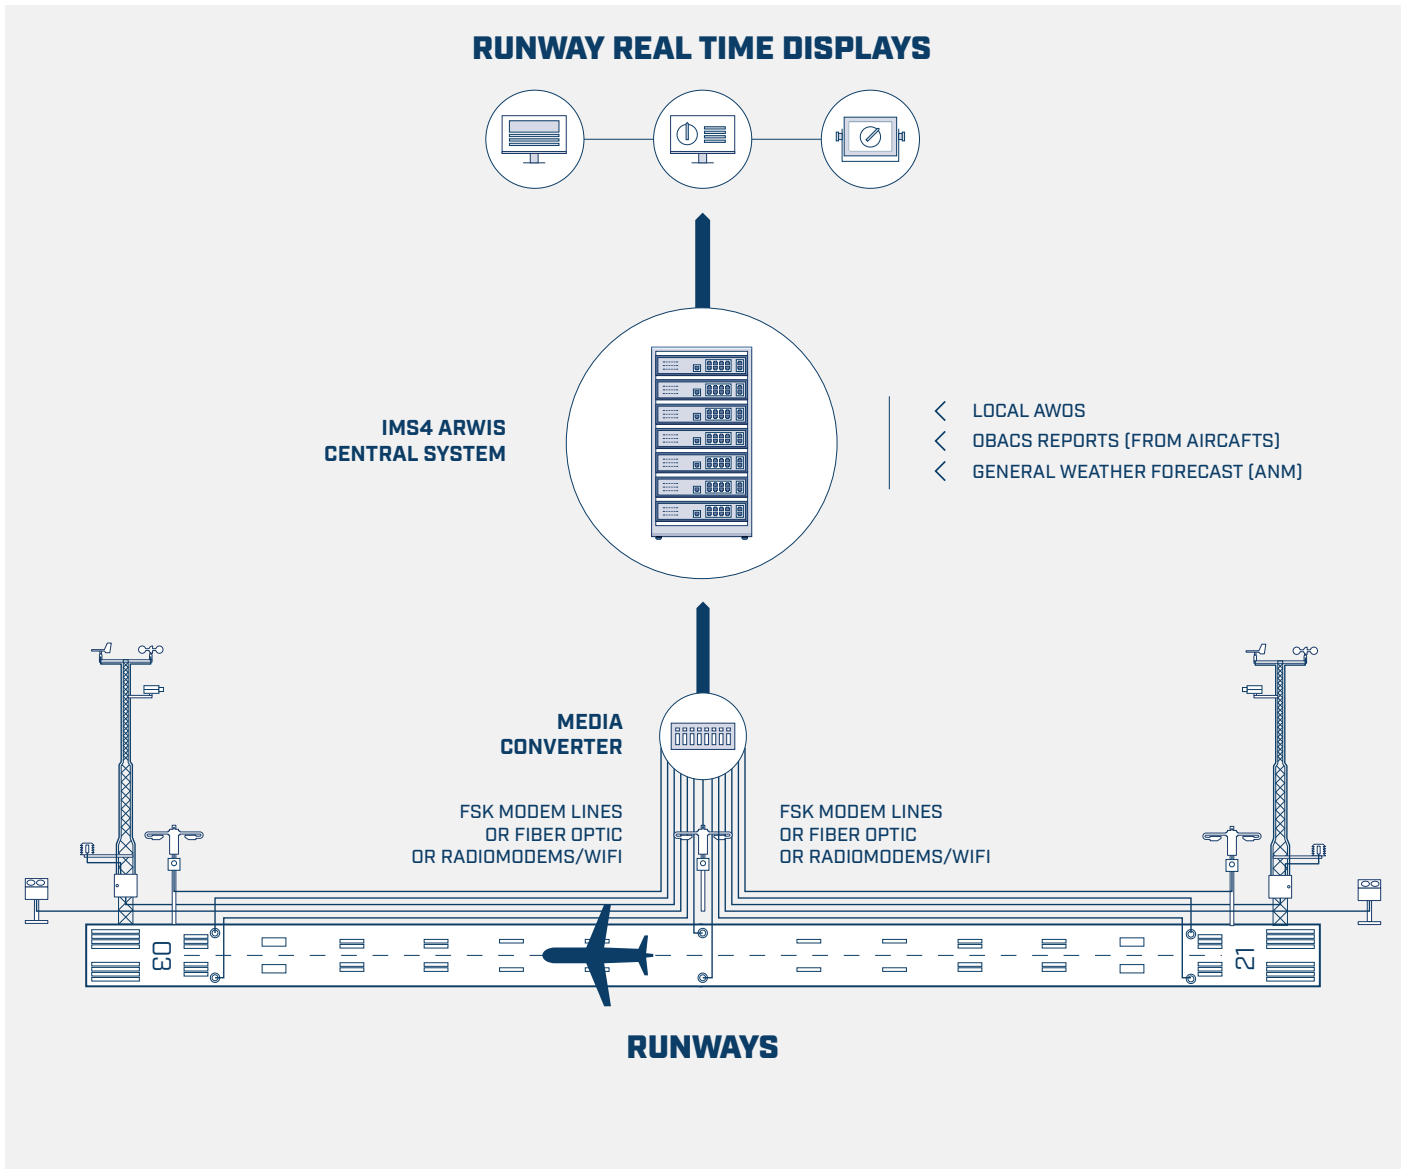 RUNWAY REAL TIME DISPLAYS
IMS4 ARWIS
CENTRAL SYSTEM
LOCAL AWOS
OBACS REPORTS (FROM AIRCAFTS)
GENERAL WEATHER FORECAST (ANM)
MEDIA
CONVERTER
FSK MODEM LINES
OR FIBER OPTIC
OR RADIOMODEMS/WIFI
FSK MODEM LINES
OR FIBER OPTIC
OR RADIOMODEMS/WIFI
03
21
RUNWAYS